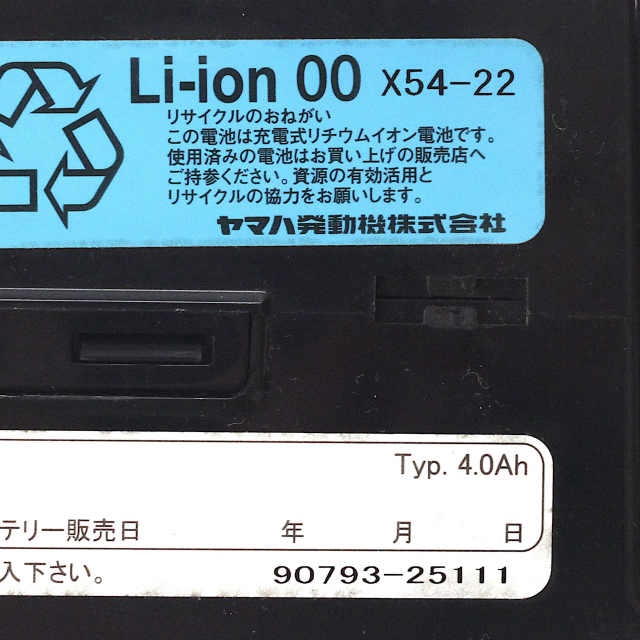 Li-ion 00 X54-22
リサイクルのおねがい
この電池は充電式リチウムイオン電池です。
使用済みの電池はお買い上げの販売店へ
ご持参ください。資源の有効活用と
リサイクルの協力をお願いします。
ヤマハ発動機株式会社
Typ. 4.0Ah
テリー販売日 年 月 日
入下さい。 90793-25111